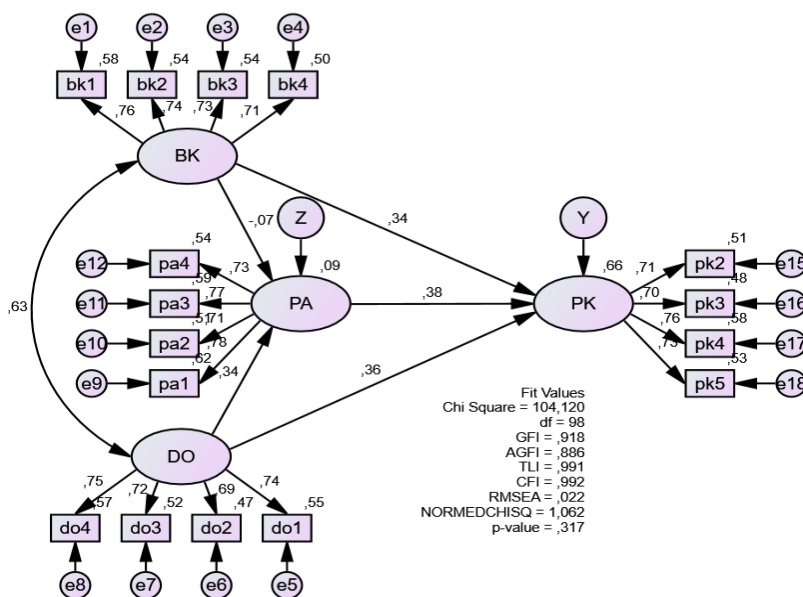 e1 e2 e3 e4
,58 ,54 ,54 ,50
bk1 bk2 bk3 bk4
,76 ,74 ,73 ,71
BK
-,07 ,34
Z Y
,54 ,09 ,66 ,51
e12 pa4 ,73 ,71 pk2 e15
,59 ,48
e11 pa3 ,77 PA ,38 PK ,70 pk3 e16
,63
,51 ,71 ,76 ,58
e10 pa2 ,78 pk4 e17
,62 ,73 ,53
e9 pa1 ,34 ,36 pk5 e18
Fit Values
Chi Square = 104,120
df = 98
GFI = ,918
AGFI = ,886
TLI = ,991
CFI = ,992
RMSEA = ,022
NORMEDCHISQ = 1,062
p-value = ,317
DO
,75 ,72 ,69 ,74
,57 ,52 ,47 ,55
do4 do3 do2 do1
e8 e7 e6 e5